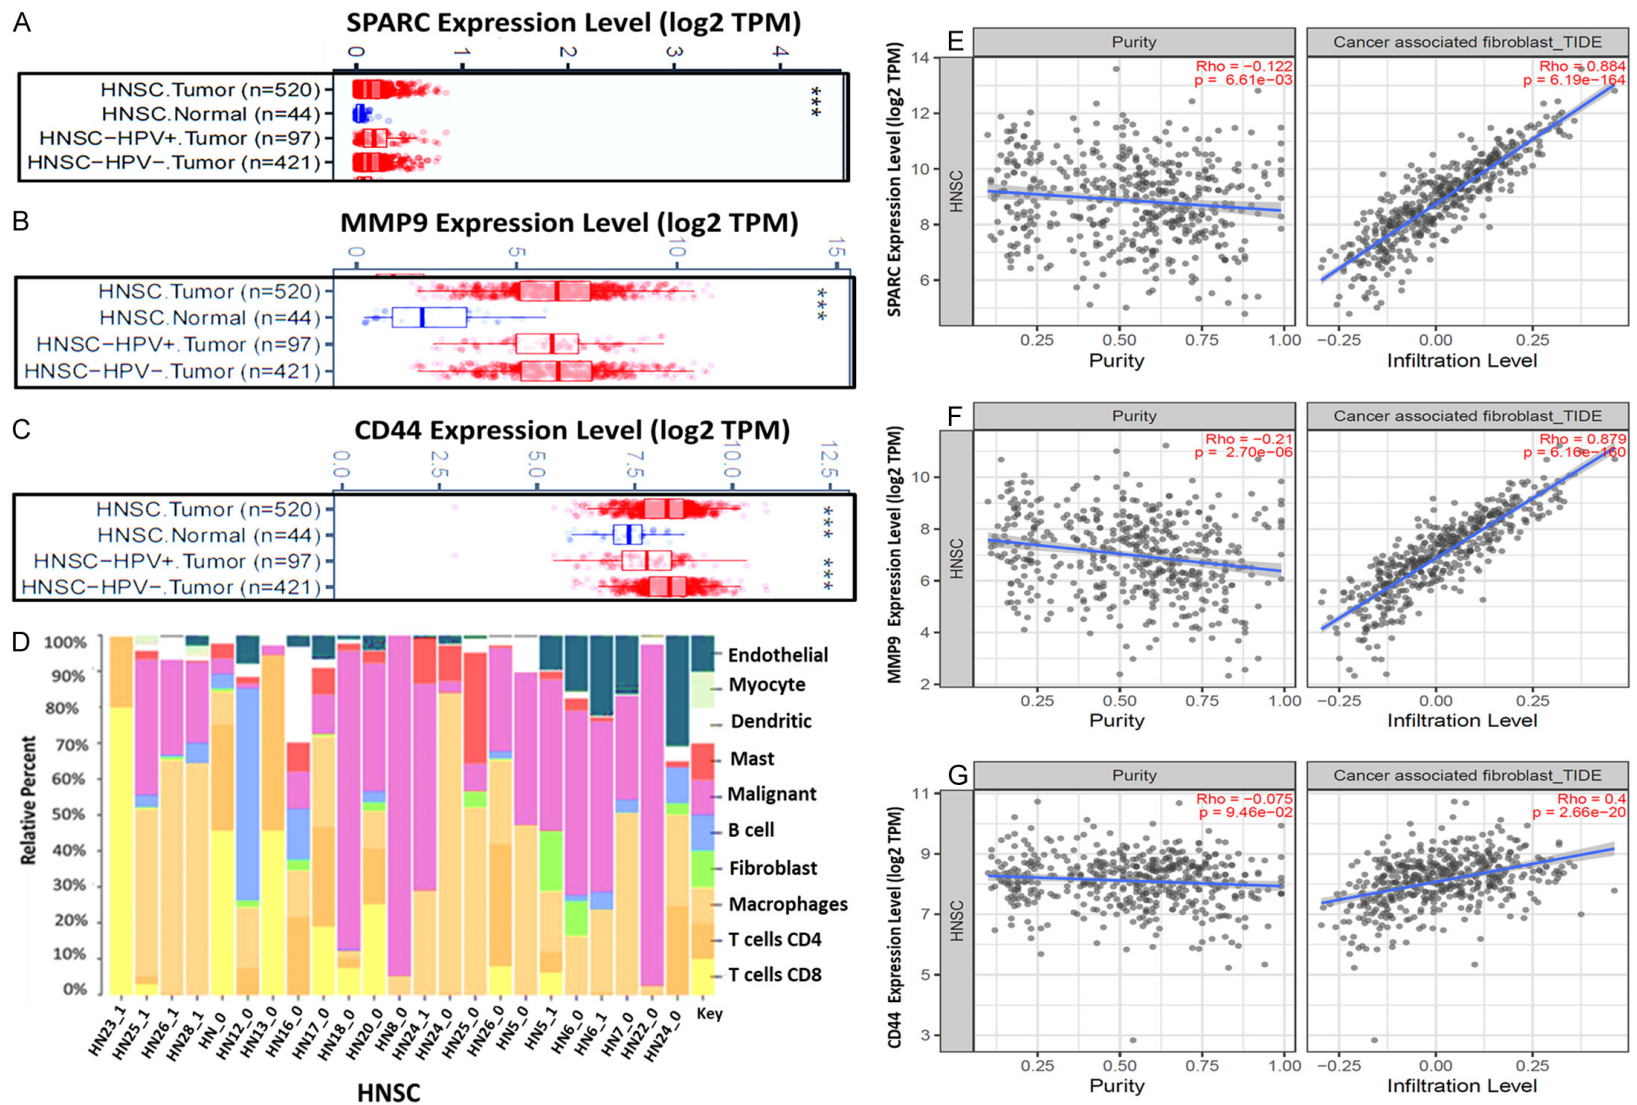 A
SPARC Expression Level (log2 TPM)
0 1 2 3 4
HNSC.Tumor (n=520)
HNSC.Normal (n=44)
HNSC-HPV+.Tumor (n=97)
HNSC-HPV-.Tumor (n=421)
***
B
MMP9 Expression Level (log2 TPM)
0 5 10 15
HNSC.Tumor (n=520)
HNSC.Normal (n=44)
HNSC-HPV+.Tumor (n=97)
HNSC-HPV-.Tumor (n=421)
***
C
CD44 Expression Level (log2 TPM)
0.0 2.5 5.0 7.5 10.0 12.5
HNSC.Tumor (n=520)
HNSC.Normal (n=44)
HNSC-HPV+.Tumor (n=97)
HNSC-HPV-.Tumor (n=421)
***
***
D
Relative Percent
100%
90%
80%
70%
60%
50%
40%
30%
20%
10%
0%
Endothelial
Myocyte
Dendritic
Mast
Malignant
B cell
Fibroblast
Macrophages
T cells CD4
T cells CD8
HN23_1 HN25_1 HN26_1 HN28_1 HN_0 HN12_0 HN13_0 HN16_0 HN17_0 HN18_0 HN20_0 HN8_0 HN24_1 HN24_0 HN25_0 HN26_0 HN5_0 HN5_1 HN6_0 HN6_1 HN7_0 HN22_0 HN24_0 Key
HNSC
E
Purity
Cancer associated fibroblast_TIDE
Rho = −0.122
p = 6.61e−03
Rho = 0.884
p = 6.19e−164
SPARC Expression Level (log2 TPM)
HNSC
14
12
10
8
6
0.25 0.50 0.75 1.00
−0.25 0.00 0.25
Purity
Infiltration Level
F
Purity
Cancer associated fibroblast_TIDE
Rho = −0.21
p = 2.70e−06
Rho = 0.879
p = 6.16e−160
MMP9 Expression Level (log2 TPM)
HNSC
10
8
6
4
2
0.25 0.50 0.75 1.00
−0.25 0.00 0.25
Purity
Infiltration Level
G
Purity
Cancer associated fibroblast_TIDE
Rho = −0.075
p = 9.46e−02
Rho = 0.4
p = 2.66e−20
CD44 Expression Level (log2 TPM)
HNSC
11
9
7
5
3
0.25 0.50 0.75 1.00
−0.25 0.00 0.25
Purity
Infiltration Level